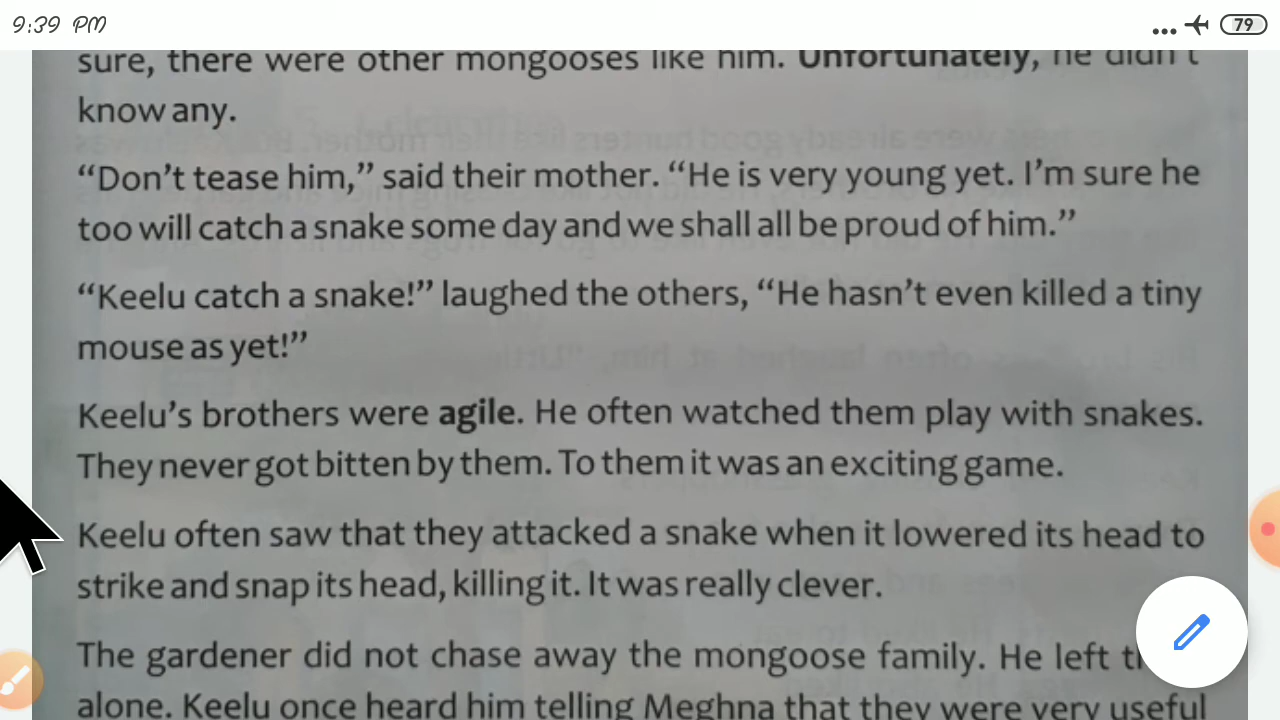 9:39 PM
79
sure, there were other mongooses like him. Unfortunately, he didn't
know any.
“Don’t tease him,” said their mother. “He is very young yet. I’m sure he
too will catch a snake some day and we shall all be proud of him.”
“Keelu catch a snake!” laughed the others, “He hasn’t even killed a tiny
mouse as yet!”
Keelu’s brothers were agile. He often watched them play with snakes.
They never got bitten by them. To them it was an exciting game.
Keelu often saw that they attacked a snake when it lowered its head to
strike and snap its head, killing it. It was really clever.
The gardener did not chase away the mongoose family. He left
alone. Keelu once heard him telling Meghna that they were very useful